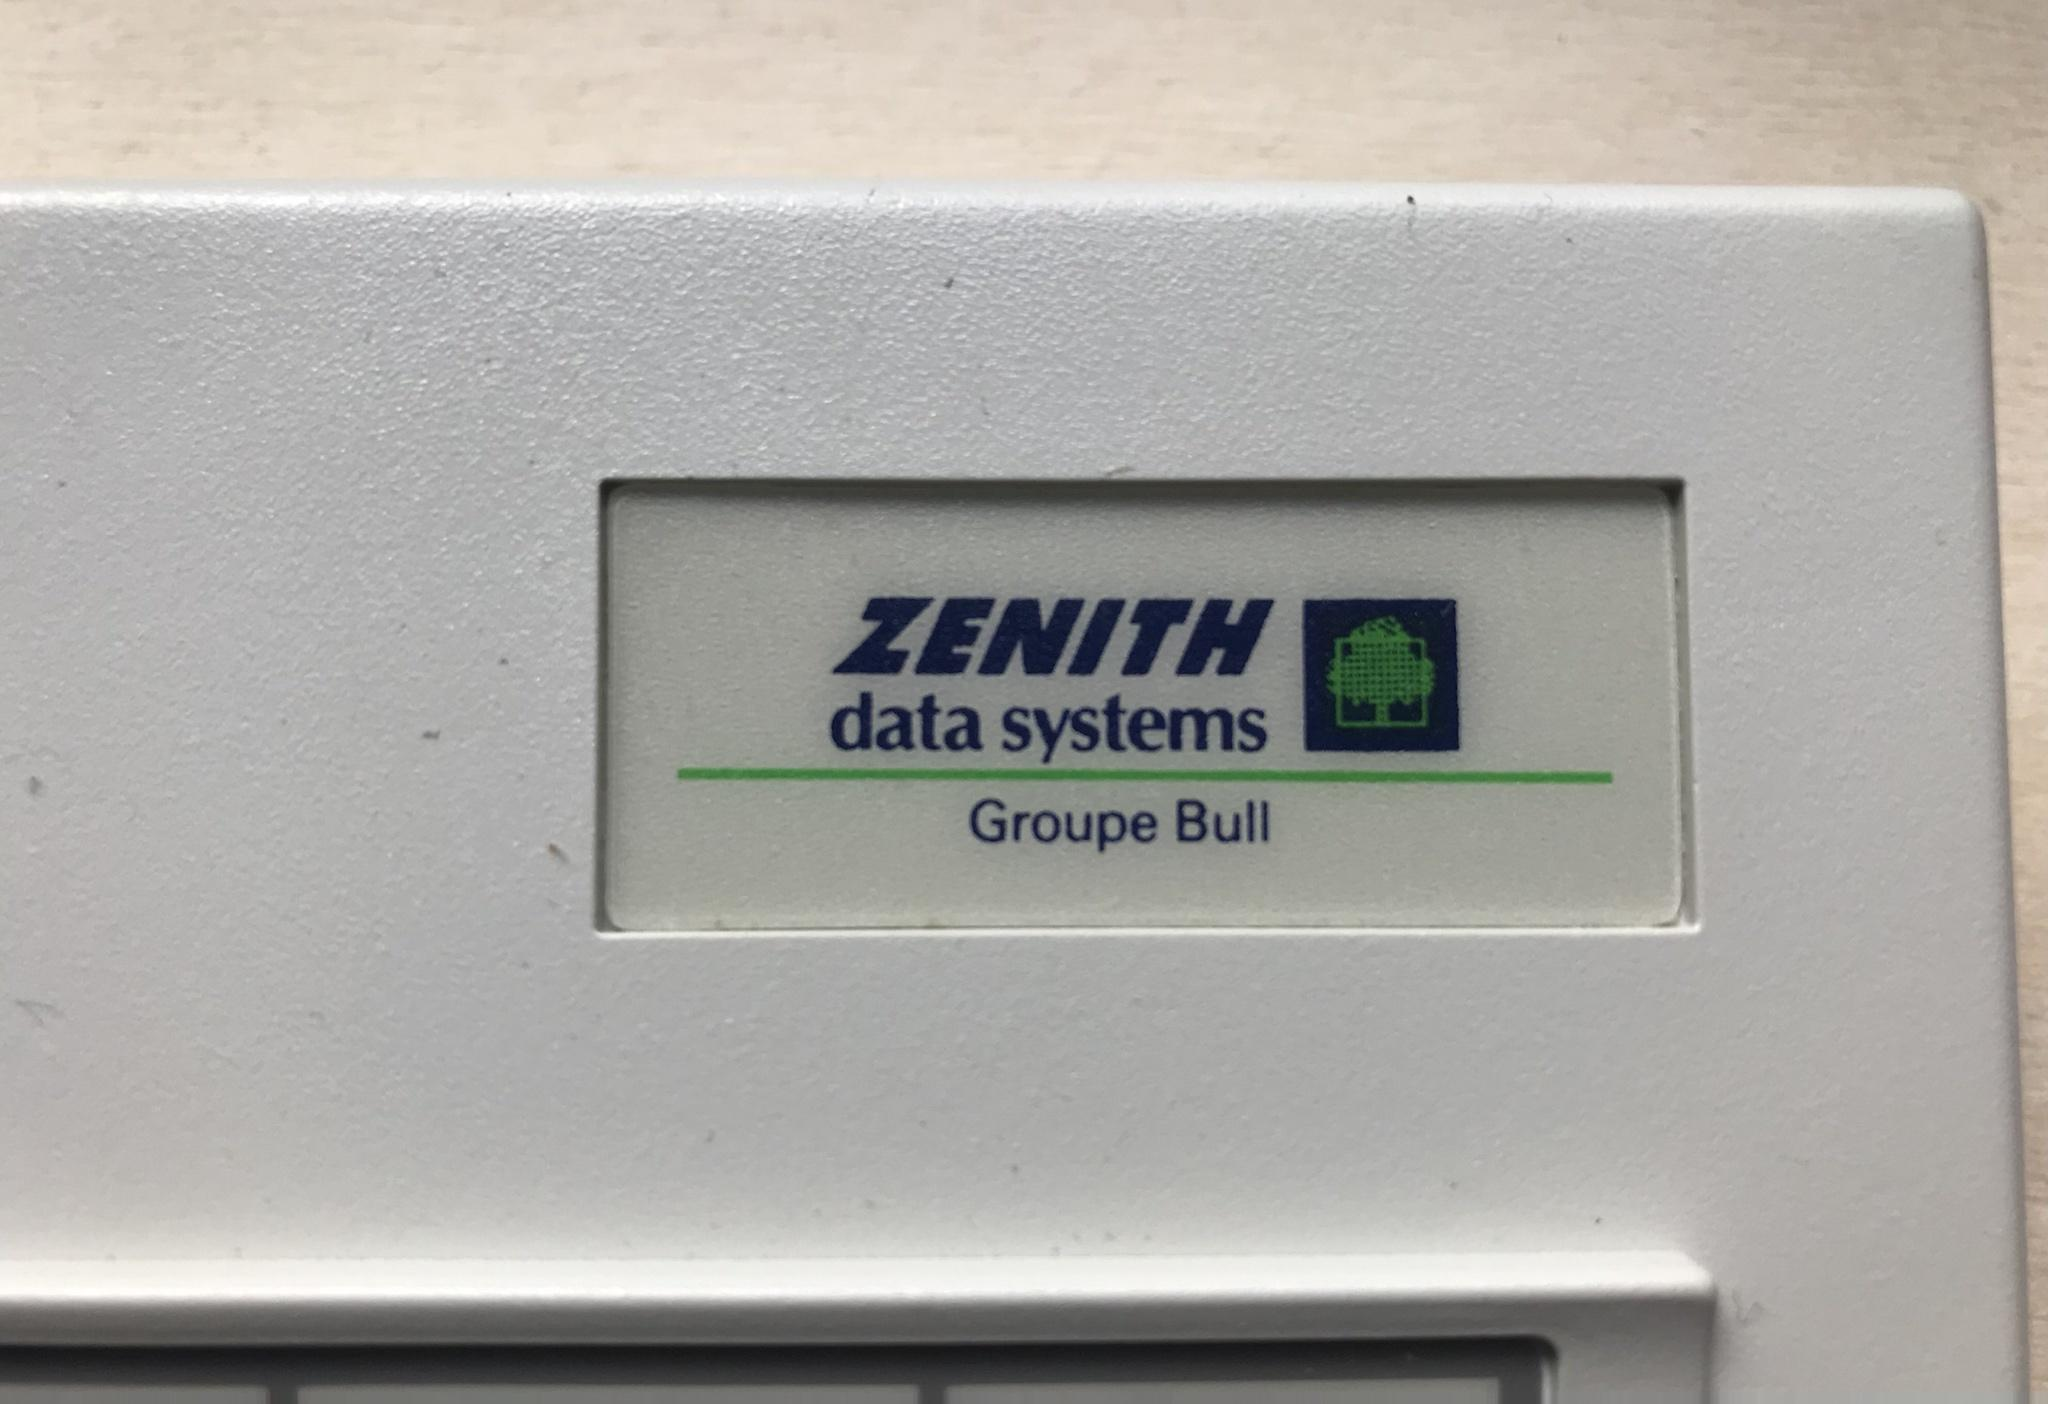 ZENITH
data systems
Groupe Bull